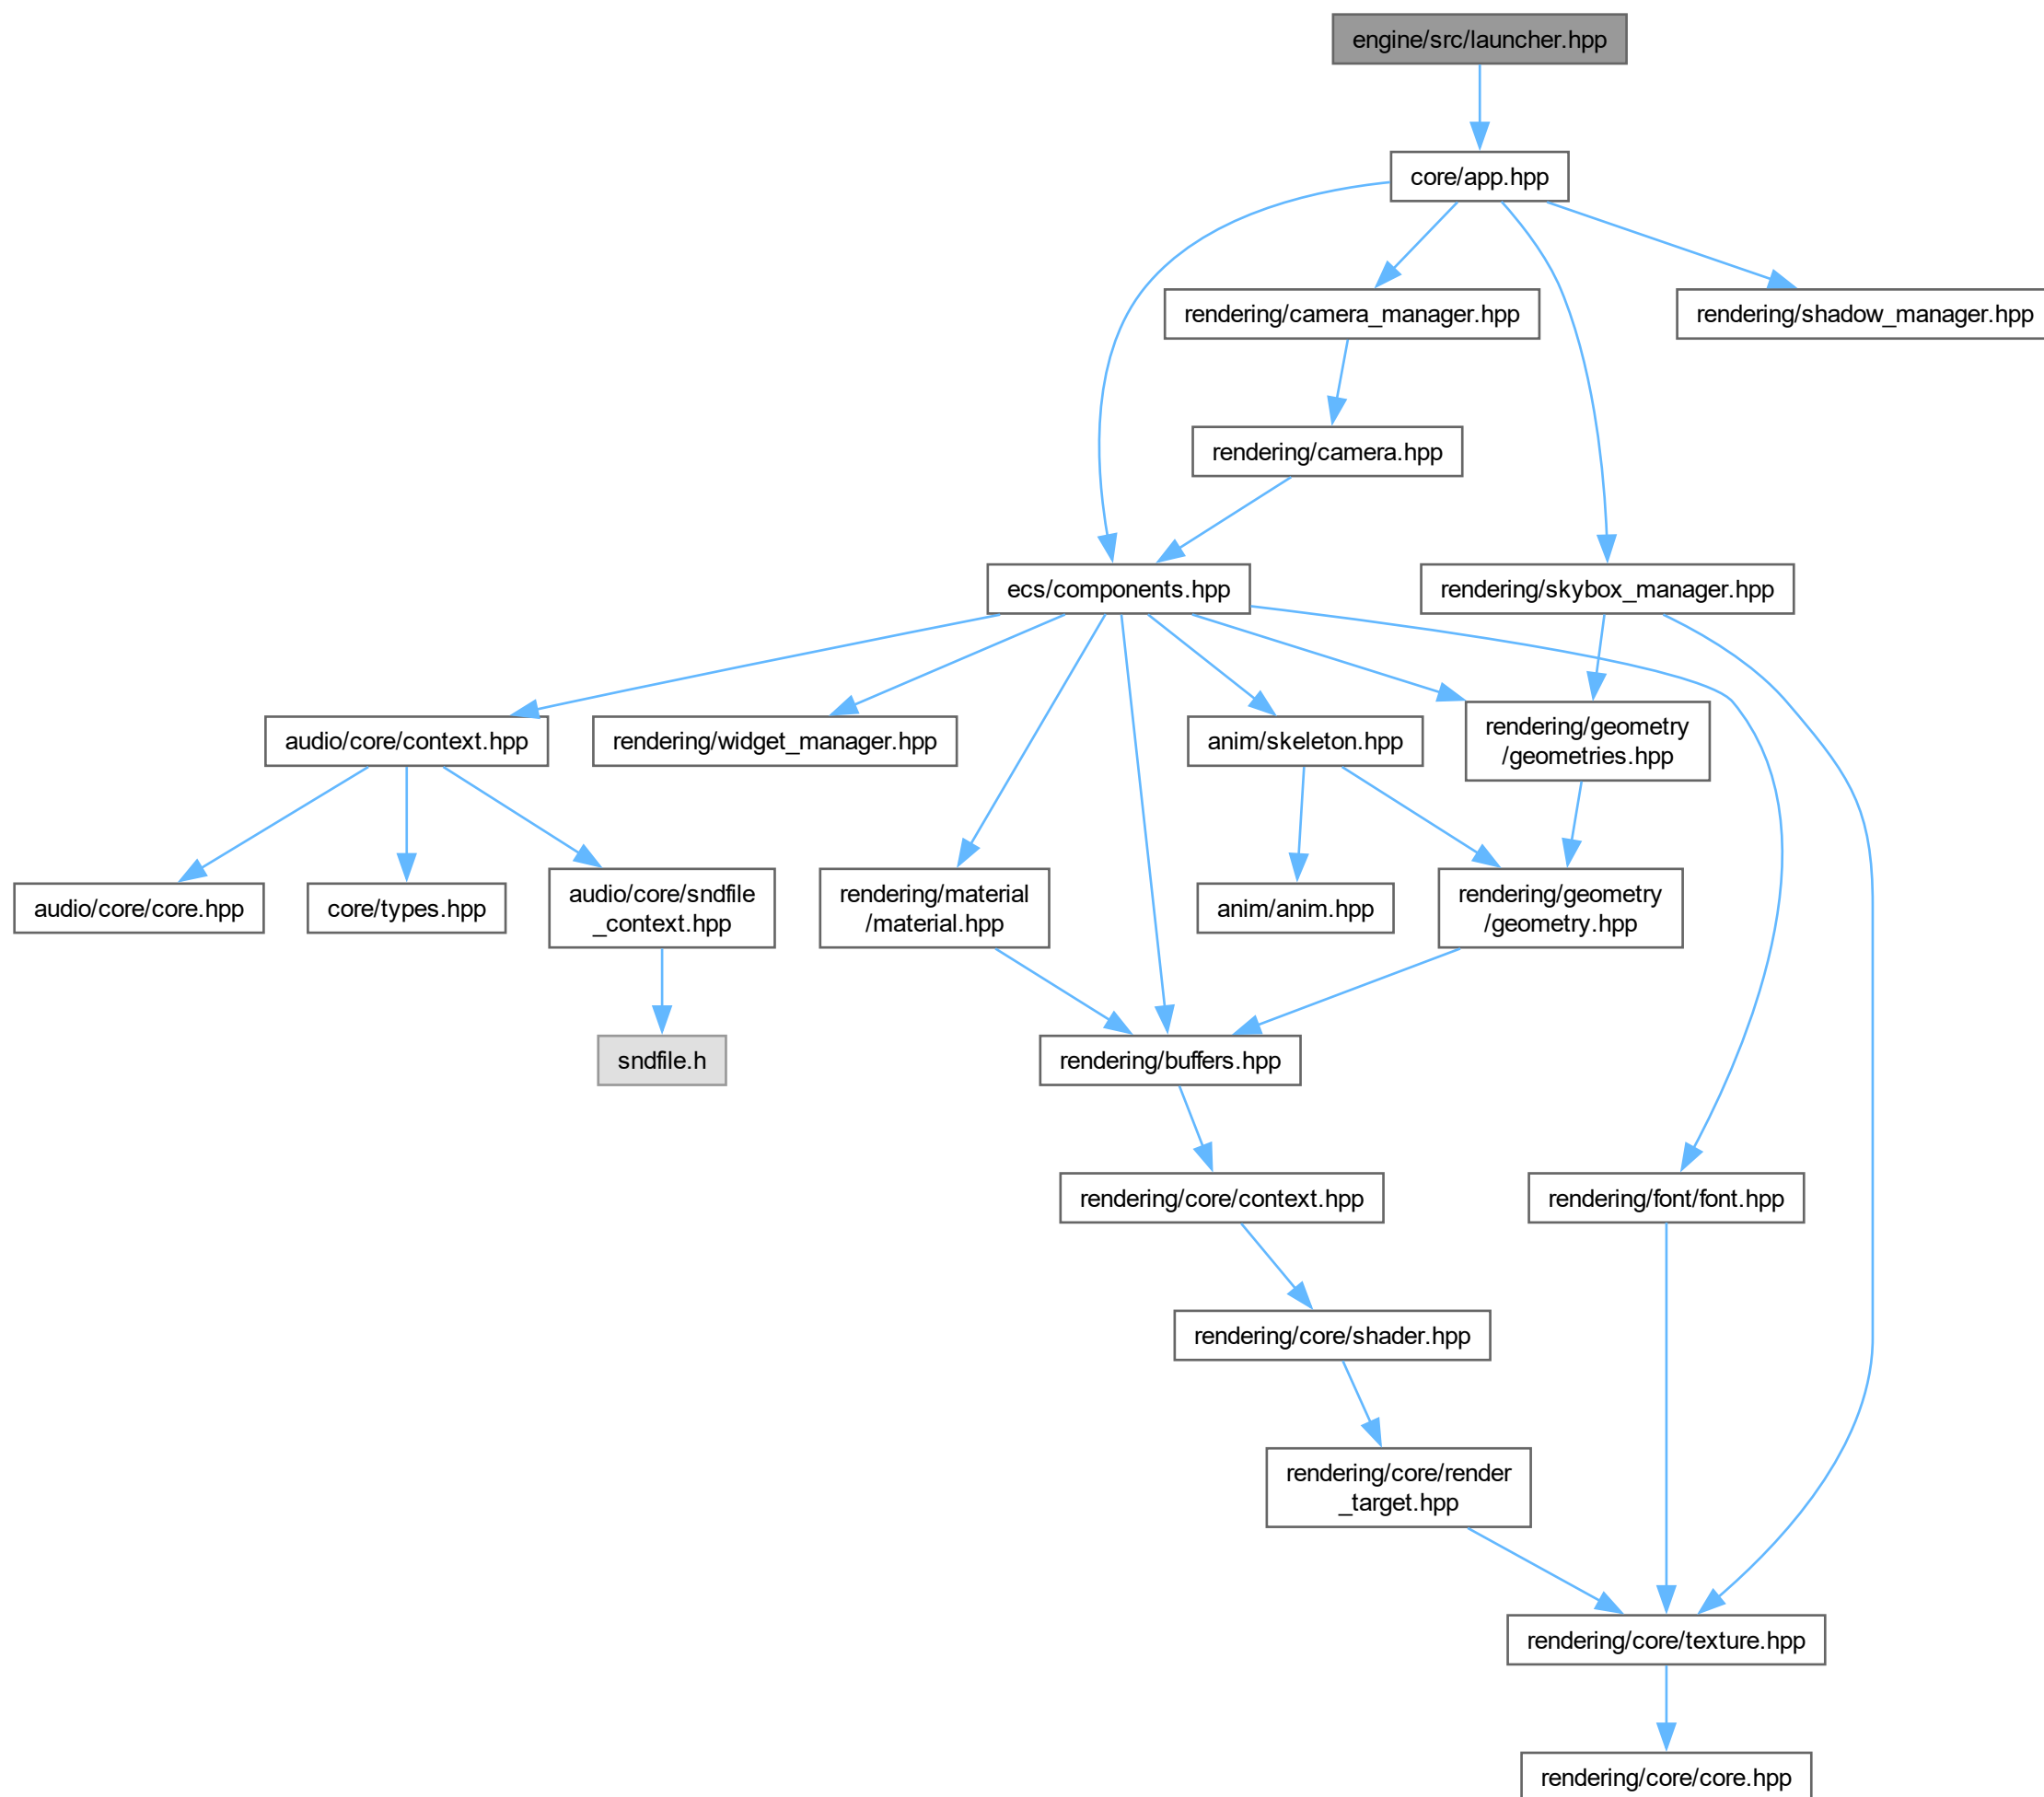 engine/src/launcher.hpp
core/app.hpp
rendering/camera_manager.hpp
rendering/shadow_manager.hpp
rendering/camera.hpp
ecs/components.hpp
rendering/skybox_manager.hpp
audio/core/context.hpp
rendering/widget_manager.hpp
anim/skeleton.hpp
rendering/geometry
/geometries.hpp
audio/core/core.hpp
core/types.hpp
audio/core/sndfile
_context.hpp
rendering/material
/material.hpp
anim/anim.hpp
rendering/geometry
/geometry.hpp
sndfile.h
rendering/buffers.hpp
rendering/core/context.hpp
rendering/font/font.hpp
rendering/core/shader.hpp
rendering/core/render
_target.hpp
rendering/core/texture.hpp
rendering/core/core.hpp